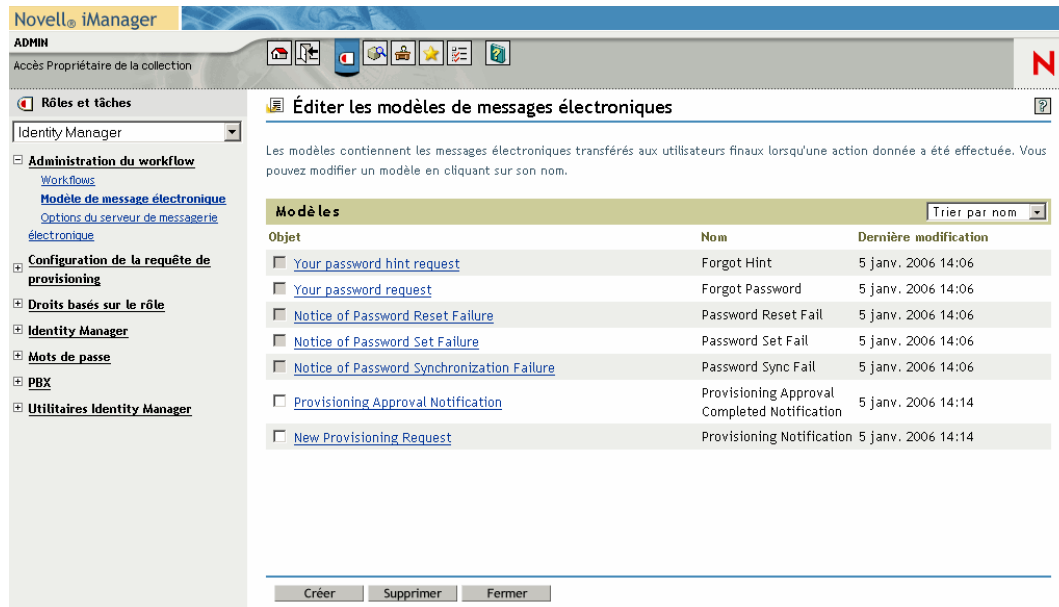 Novell® iManager
ADMIN
Accès Propriétaire de la collection
N
Rôles et tâches
Identity Manager
Administration du workflow
Workflows
Modèle de message électronique
Options du serveur de messagerie
électronique
Configuration de la requête de
provisioning
Droits basés sur le rôle
Identity Manager
Mots de passe
PBX
Utilitaires Identity Manager
Éditer les modèles de messages électroniques
?
Les modèles contiennent les messages électroniques transférés aux utilisateurs finaux lorsqu'une action donnée a été effectuée. Vous
pouvez modifier un modèle en cliquant sur son nom.
Modèles Trier par nom
Objet Nom Dernière modification
Your password hint request Forgot Hint 5 janv. 2006 14:06
Your password request Forgot Password 5 janv. 2006 14:06
Notice of Password Reset Failure Password Reset Fail 5 janv. 2006 14:06
Notice of Password Set Failure Password Set Fail 5 janv. 2006 14:06
Notice of Password Synchronization Failure Password Sync Fail 5 janv. 2006 14:06
Provisioning Approval Notification Provisioning Approval
Completed Notification 5 janv. 2006 14:14
New Provisioning Request Provisioning Notification 5 janv. 2006 14:14
Créer Supprimer Fermer